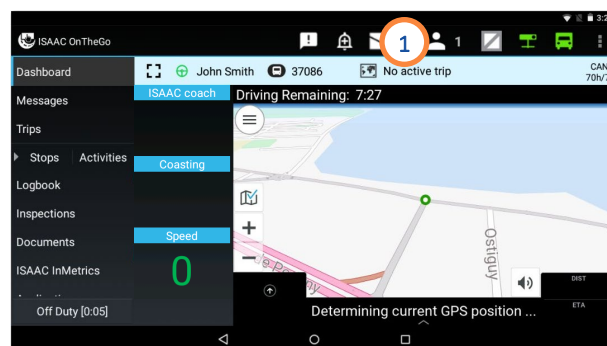 3:2
ISAAC OnTheGo
1
1
Dashboard
John Smith
37086
No active trip
CAN
70h/7
Messages
ISAAC coach
Driving Remaining: 7:27
Trips
Stops
Activities
Coasting
Logbook
Inspections
Documents
Speed
0
Ostiguy
ISAAC InMetrics
DIST
ETA
Off Duty [0:05]
Determining current GPS position ...